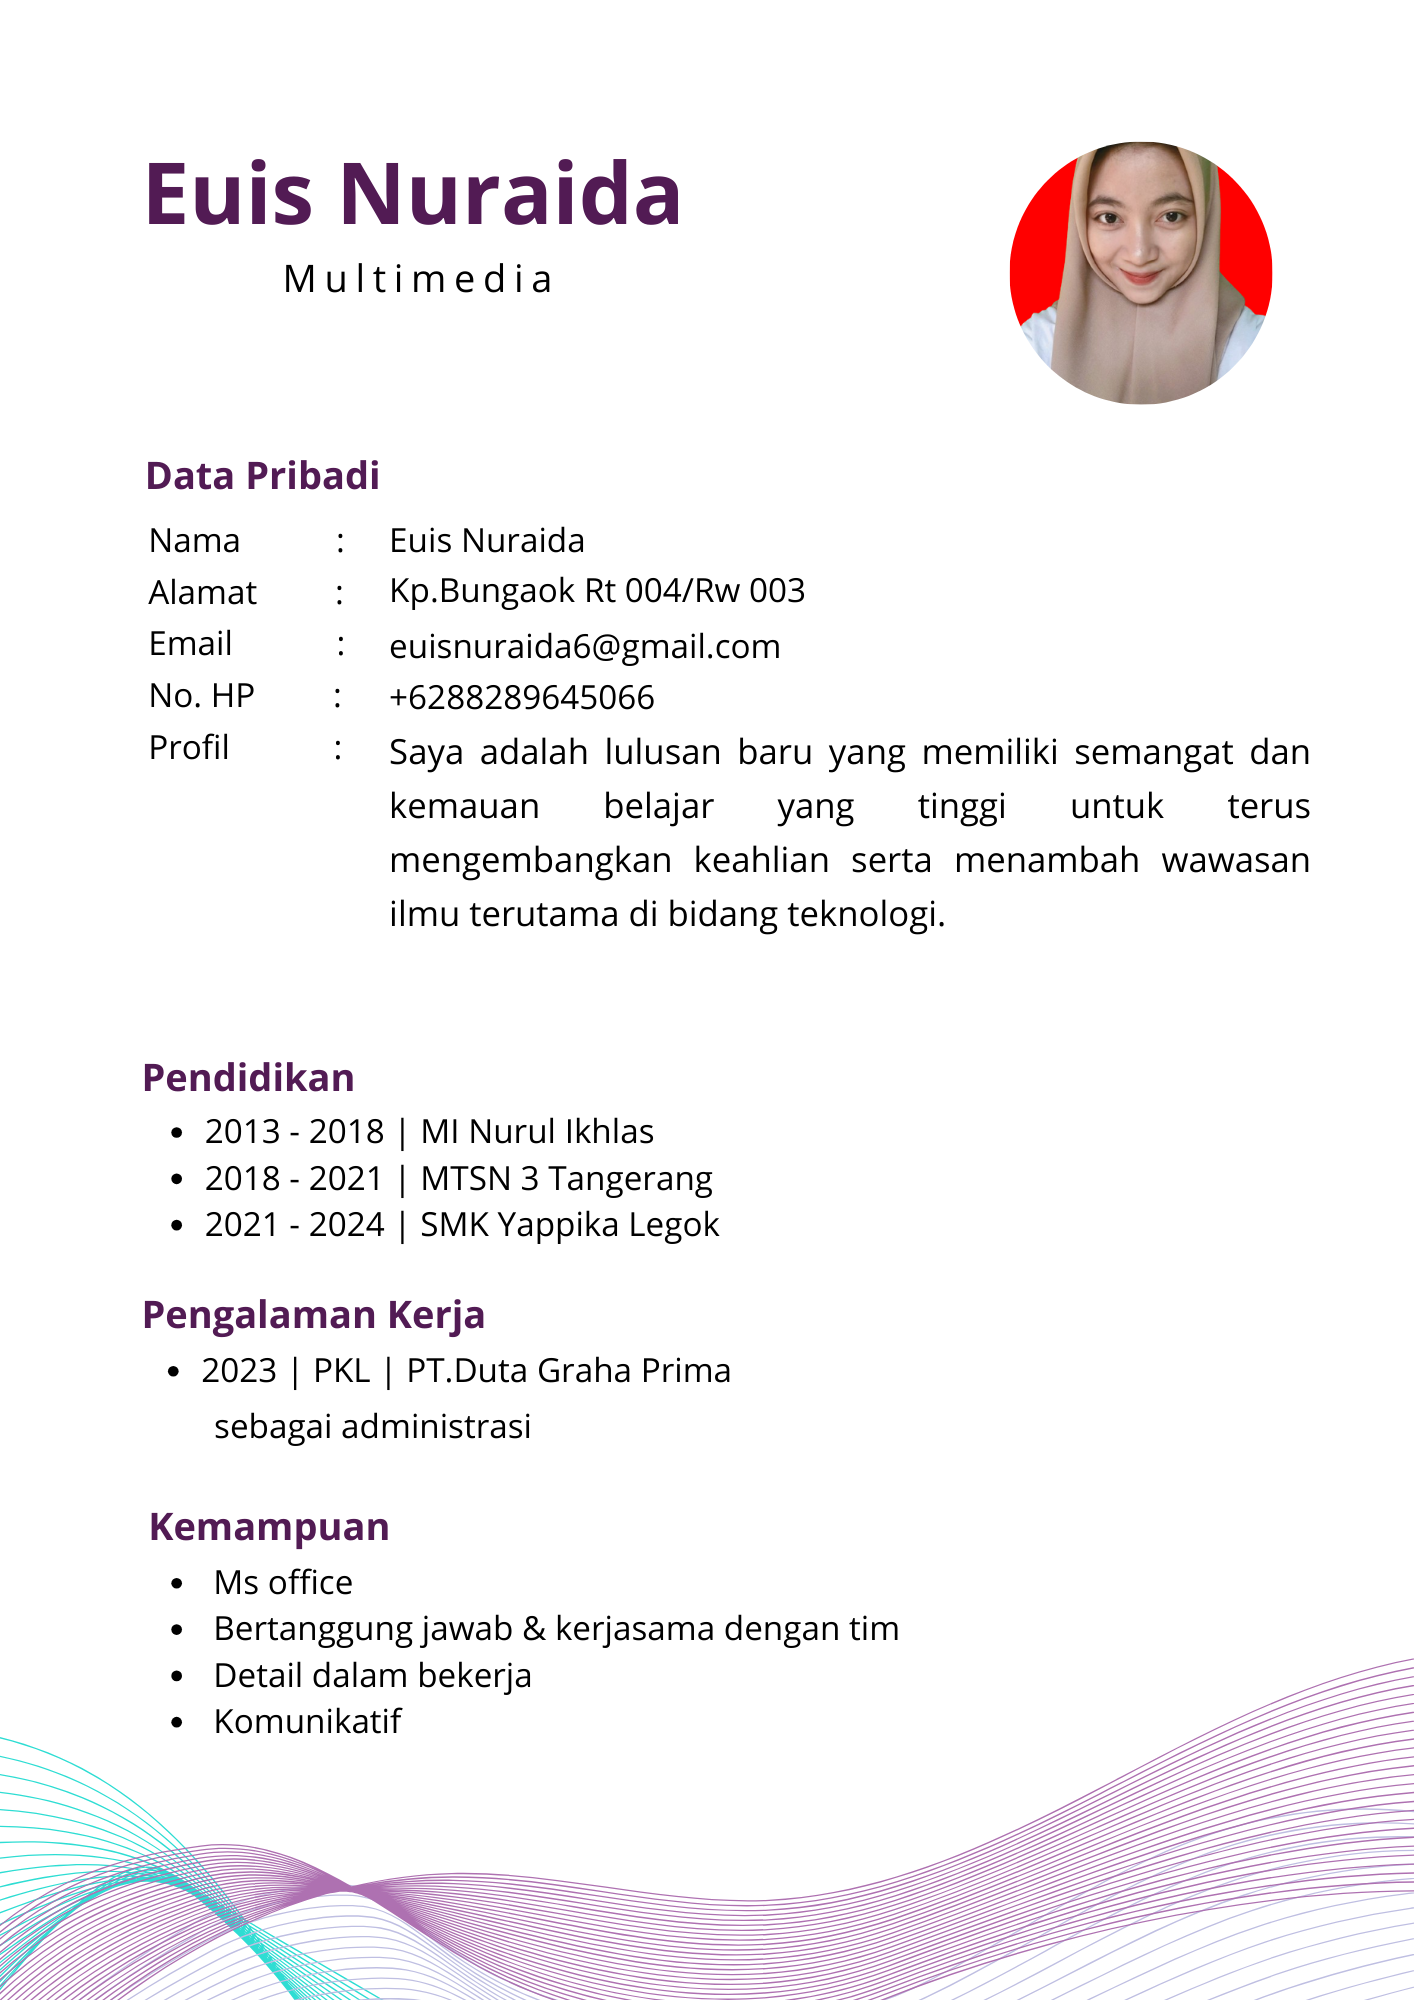 Euis Nuraida
Multimedia
Data Pribadi
Nama : Euis Nuraida
Alamat : Kp.Bungaok Rt 004/Rw 003
Email : euisnuraida6@gmail.com
No. HP : +6288289645066
Profil : Saya adalah lulusan baru yang memiliki semangat dan
kemauan belajar yang tinggi untuk terus
mengembangkan keahlian serta menambah wawasan
ilmu terutama di bidang teknologi.
Pendidikan
• 2013 - 2018 | MI Nurul Ikhlas
• 2018 - 2021 | MTSN 3 Tangerang
• 2021 - 2024 | SMK Yappika Legok
Pengalaman Kerja
• 2023 | PKL | PT.Duta Graha Prima
sebagai administrasi
Kemampuan
• Ms office
• Bertanggung jawab & kerjasama dengan tim
• Detail dalam bekerja
• Komunikatif